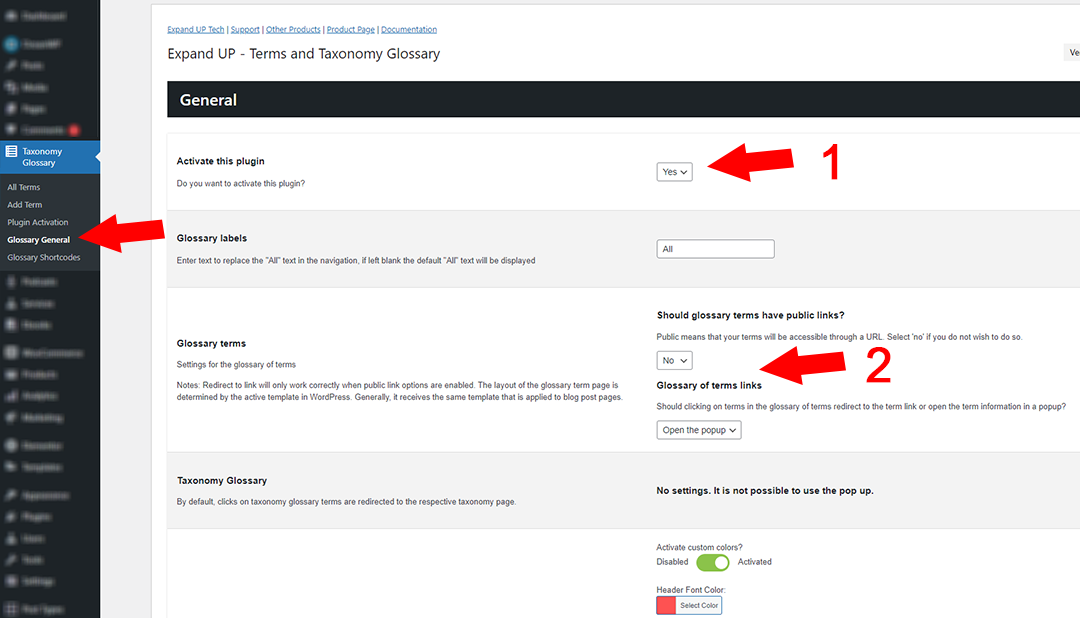 Expand UP Tech | Support | Other Products | Product Page | Documentation
Expand UP - Terms and Taxonomy Glossary
General
Taxonomy
Glossary
All Terms
Add Term
Plugin Activation
Glossary General
Glossary Shortcodes
Activate this plugin
Do you want to activate this plugin?
Yes
1
Glossary labels
Enter text to replace the "All" text in the navigation, if left blank the default "All" text will be displayed
All
Glossary terms
Settings for the glossary of terms
Notes: Redirect to link will only work correctly when public link options are enabled. The layout of the glossary term page is
determined by the active template in WordPress. Generally, it receives the same template that is applied to blog post pages.
Should glossary terms have public links?
Public means that your terms will be accessible through a URL. Select 'no' if you do not wish to do so.
No
2
Glossary of terms links
Should clicking on terms in the glossary of terms redirect to the term link or open the term information in a popup?
Open the popup
Taxonomy Glossary
By default, clicks on taxonomy glossary terms are redirected to the respective taxonomy page.
No settings. It is not possible to use the pop up.
Activate custom colors?
Disabled Activated
Header Font Color:
Select Color